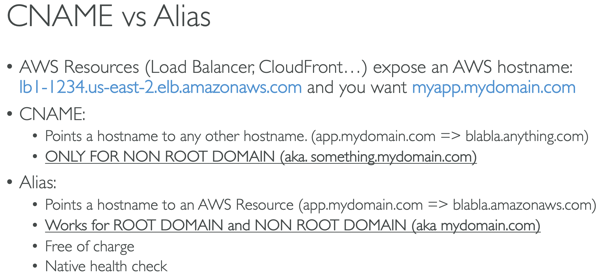 CNAME vs Alias
• AWS Resources (Load Balancer, CloudFront…) expose an AWS hostname:
lb1-1234.us-east-2.elb.amazonaws.com and you want myapp.mydomain.com
• CNAME:
• Points a hostname to any other hostname. (app.mydomain.com => blabla.anything.com)
• ONLY FOR NON ROOT DOMAIN (aka. something.mydomain.com)
• Alias:
• Points a hostname to an AWS Resource (app.mydomain.com => blabla.amazonaws.com)
• Works for ROOT DOMAIN and NON ROOT DOMAIN (aka mydomain.com)
• Free of charge
• Native health check